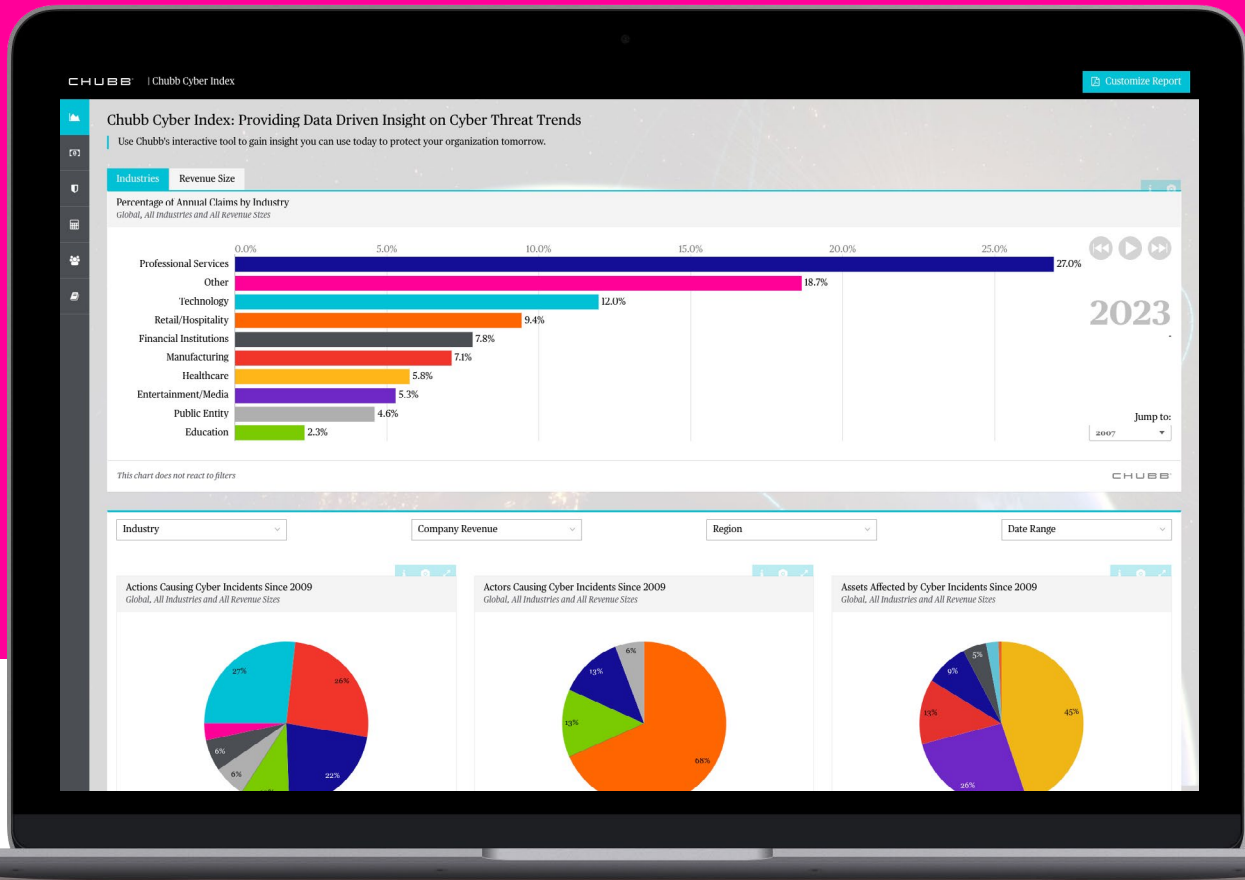 CHUBB | Chubb Cyber Index
Customize Report
Chubb Cyber Index: Providing Data Driven Insight on Cyber Threat Trends
Use Chubb's interactive tool to gain insight you can use today to protect your organization tomorrow.
Industries Revenue Size
Percentage of Annual Claims by Industry
Global, All Industries and All Revenue Sizes
0.0% 5.0% 10.0% 15.0% 20.0% 25.0%
Professional Services 27.0%
Other 18.7%
Technology 12.0%
Retail/Hospitality 9.4%
Financial Institutions 7.8%
Manufacturing 7.1%
Healthcare 5.8%
Entertainment/Media 5.3%
Public Entity 4.6%
Education 2.3%
2023
Jump to:
2007
This chart does not react to filters
CHUBB
Industry
Company Revenue
Region
Date Range
Actions Causing Cyber Incidents Since 2009
Global, All Industries and All Revenue Sizes
27%
26%
6%
6%
22%
Actors Causing Cyber Incidents Since 2009
Global, All Industries and All Revenue Sizes
6%
13%
13%
68%
Assets Affected by Cyber Incidents Since 2009
Global, All Industries and All Revenue Sizes
5%
9%
13%
45%
26%